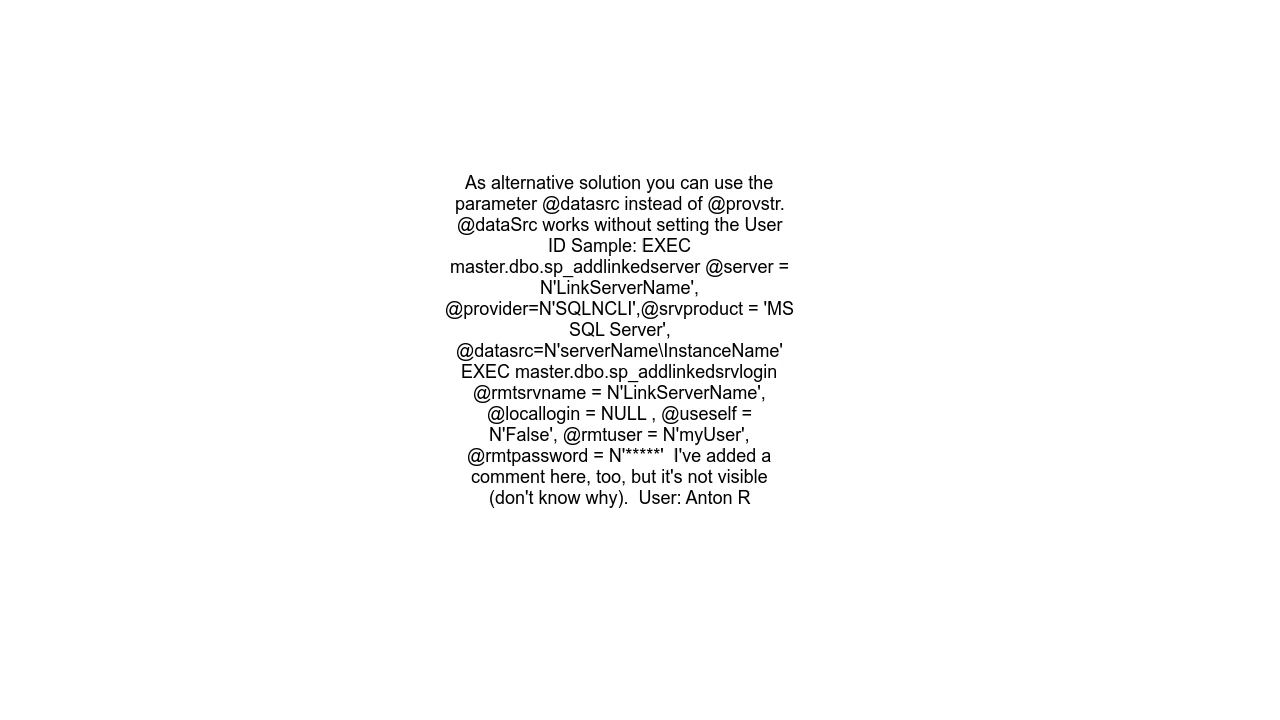 As alternative solution you can use the
parameter @datasrc instead of @provstr.
@dataSrc works without setting the User
ID Sample: EXEC
master.dbo.sp_addlinkedserver @server =
N'LinkServerName',
@provider=N'SQLNCLI',@srvproduct = 'MS
SQL Server',
@datasrc=N'serverName\InstanceName'
EXEC master.dbo.sp_addlinkedsrvlogin
@rmtsrvname = N'LinkServerName',
@locallogin = NULL , @useself =
N'False', @rmtuser = N'myUser',
@rmtpassword = N'*****'  I've added a
comment here, too, but it's not visible
(don't know why).  User: Anton R